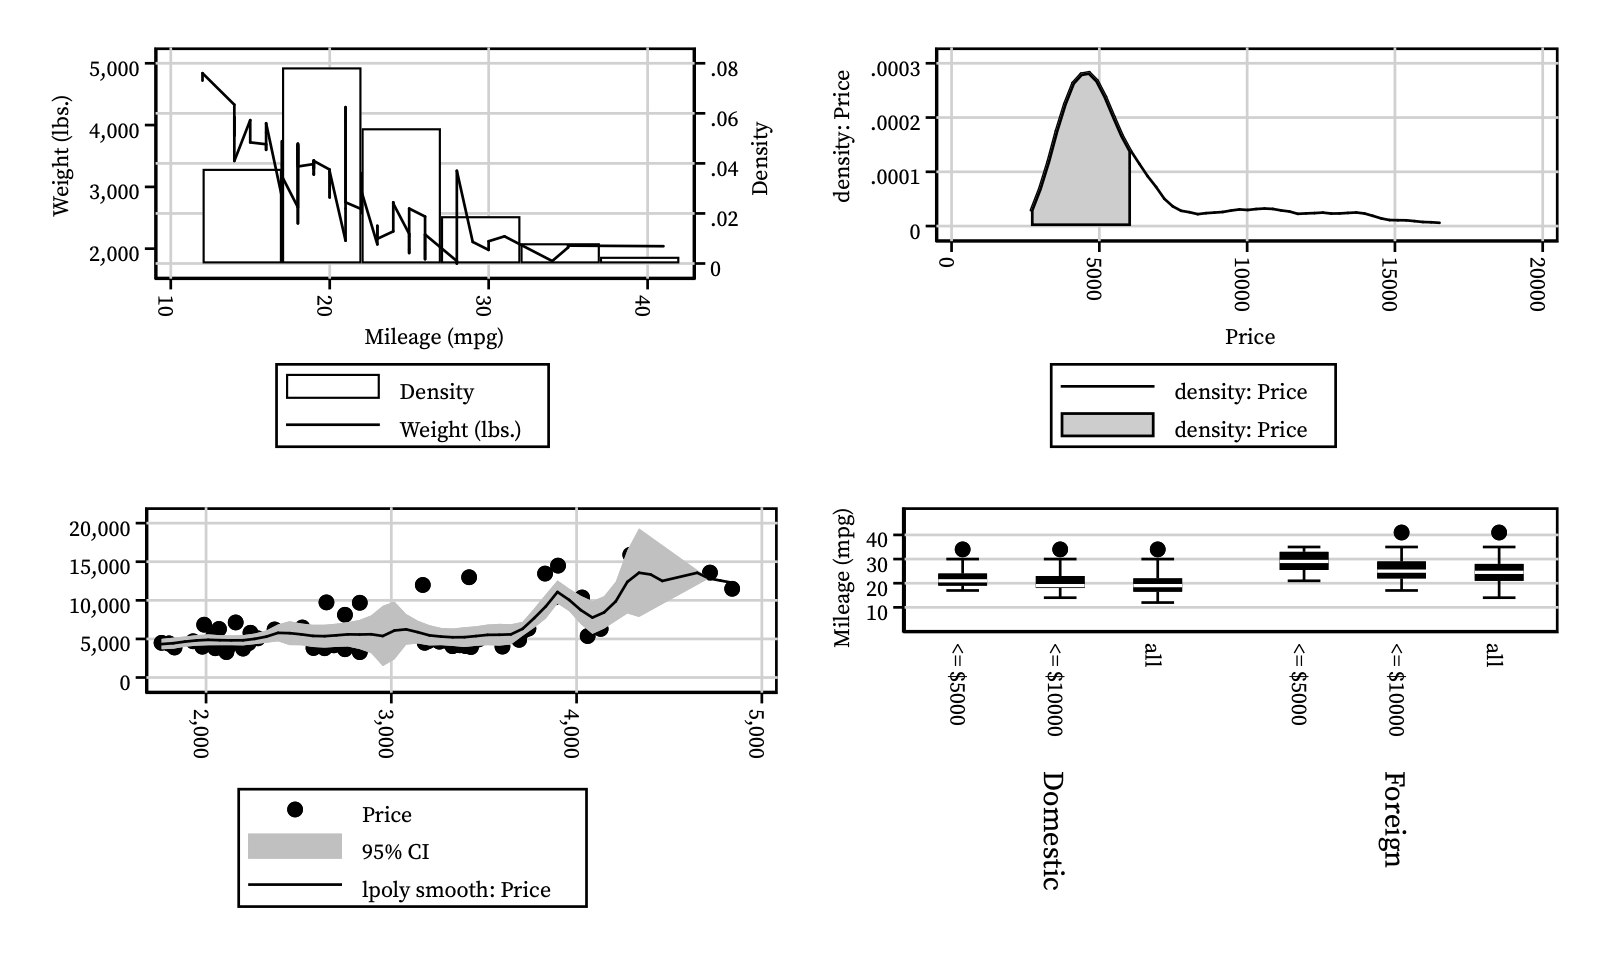 5,000
4,000
3,000
2,000
Weight (lbs.)
.08
.06
.04
.02
0
Density
10
20
30
40
Mileage (mpg)
Density
Weight (lbs.)
.0003
.0002
.0001
0
density: Price
0
5000
10000
15000
20000
Price
density: Price
density: Price
20,000
15,000
10,000
5,000
0
2,000
3,000
4,000
5,000
Price
95% CI
lpoly smooth: Price
Mileage (mpg)
40
30
20
10
<=$5000
<=$10000
all
<=$5000
<=$10000
all
Domestic
Foreign